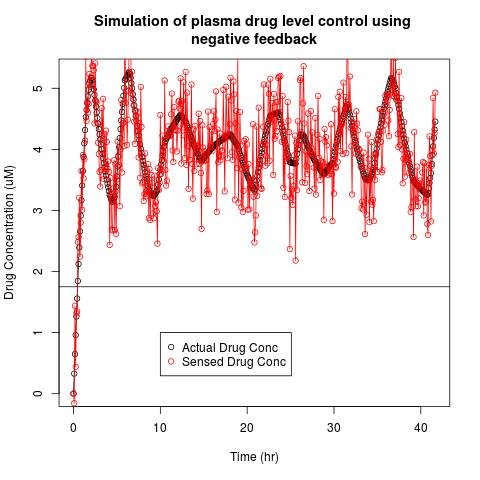 Simulation of plasma drug level control using
negative feedback
Drug Concentration (uM)
5
4
3
2
1
0
Actual Drug Conc
Sensed Drug Conc
0 10 20 30 40
Time (hr)